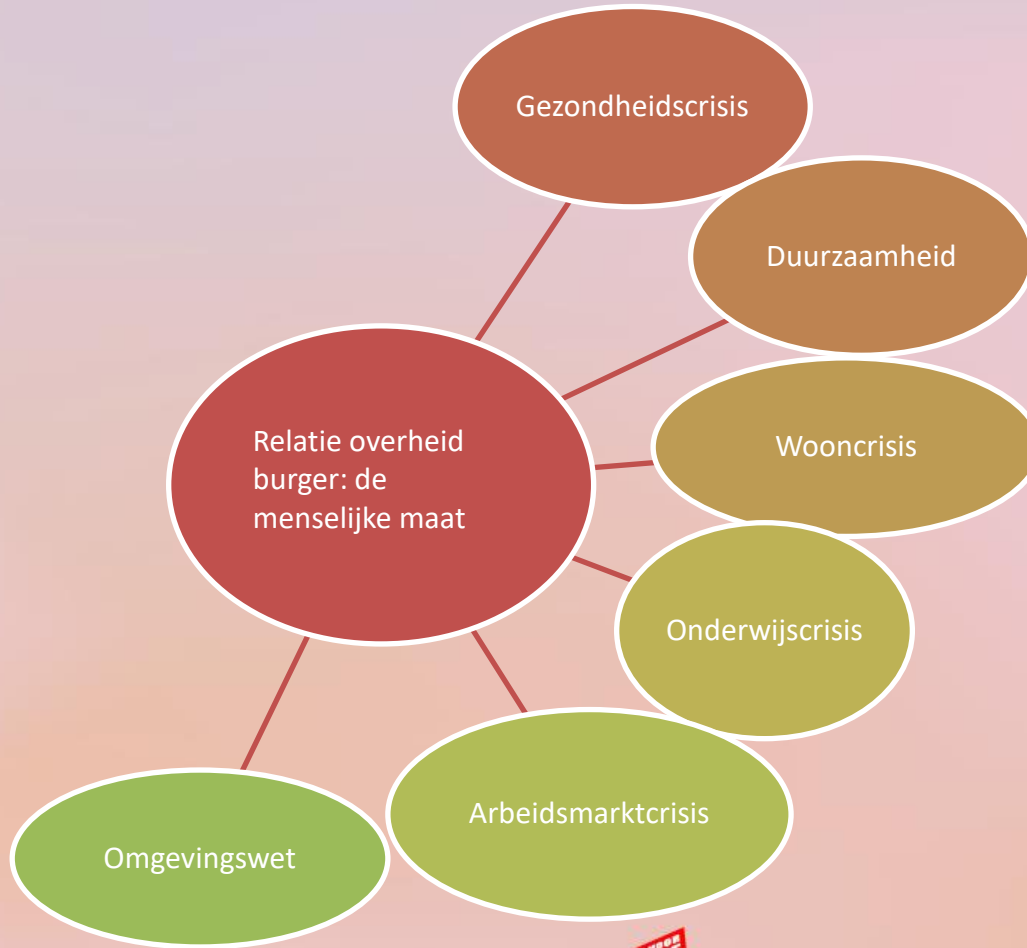 Gezondheidscrisis
Duurzaamheid
Relatie overheid
burger: de
menselijke maat
Wooncrisis
Onderwijscrisis
Arbeidsmarktcrisis
Omgevingswet